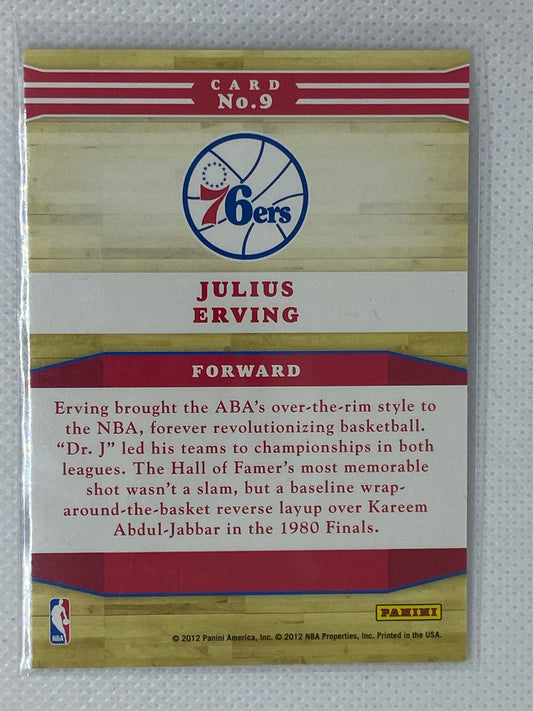 CARD
No.9
76ers
JULIUS
ERVING
FORWARD
Erving brought the ABA's over-the-rim style to
the NBA, forever revolutionizing basketball.
“Dr. J” led his teams to championships in both
leagues. The Hall of Famer's most memorable
shot wasn't a slam, but a baseline wrap-
around-the-basket reverse layup over Kareem
Abdul-Jabbar in the 1980 Finals.
NBA
PANINI
© 2012 Panini America, Inc. © 2012 NBA Properties, Inc. Printed in the USA.